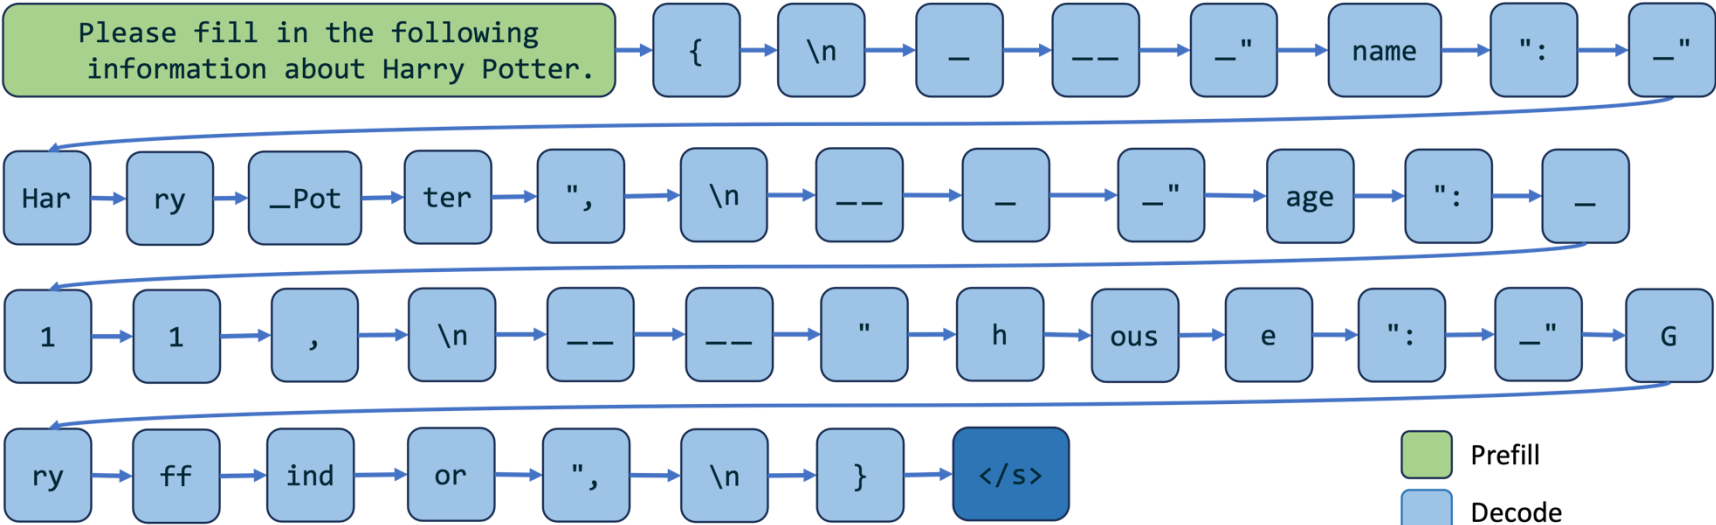 Please fill in the following
information about Harry Potter.
{ \n _ __ _" name ": _"
Har ry _Pot ter ", \n __ _ _" age ": _
1 1 , \n __ __ " h ous e ": _" G
ry ff ind or ", \n } </s>
Prefill
Decode